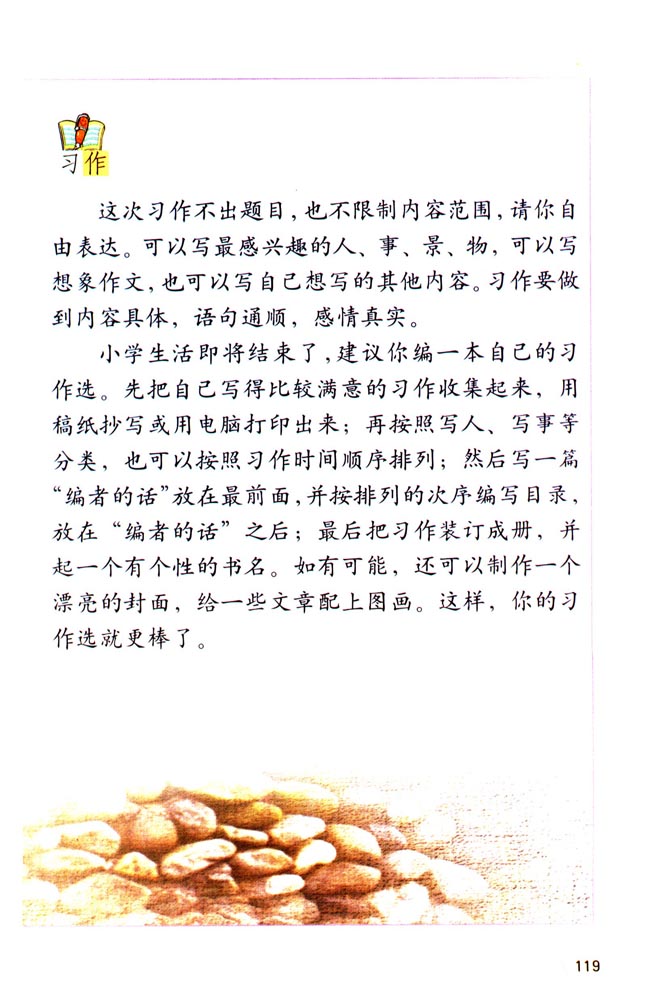 习作
这次习作不出题目，也不限制内容范围，请你自
由表达。可以写最感兴趣的人、事、景、物，可以写
想象作文，也可以写自己想写的其他内容。习作要做
到内容具体，语句通顺，感情真实。
小学生活即将结束了，建议你编一本自己的习
作选。先把自己写得比较满意的习作收集起来，用
稿纸抄写或用电脑打印出来；再按照写人、写事等
分类，也可以按照习作时间顺序排列；然后写一篇
“编者的话”放在最前面，并按排列的次序编写目录，
放在“编者的话”之后；最后把习作装订成册，并
起一个有个性的书名。如有可能，还可以制作一个
漂亮的封面，给一些文章配上图画。这样，你的习
作选就更棒了。
119